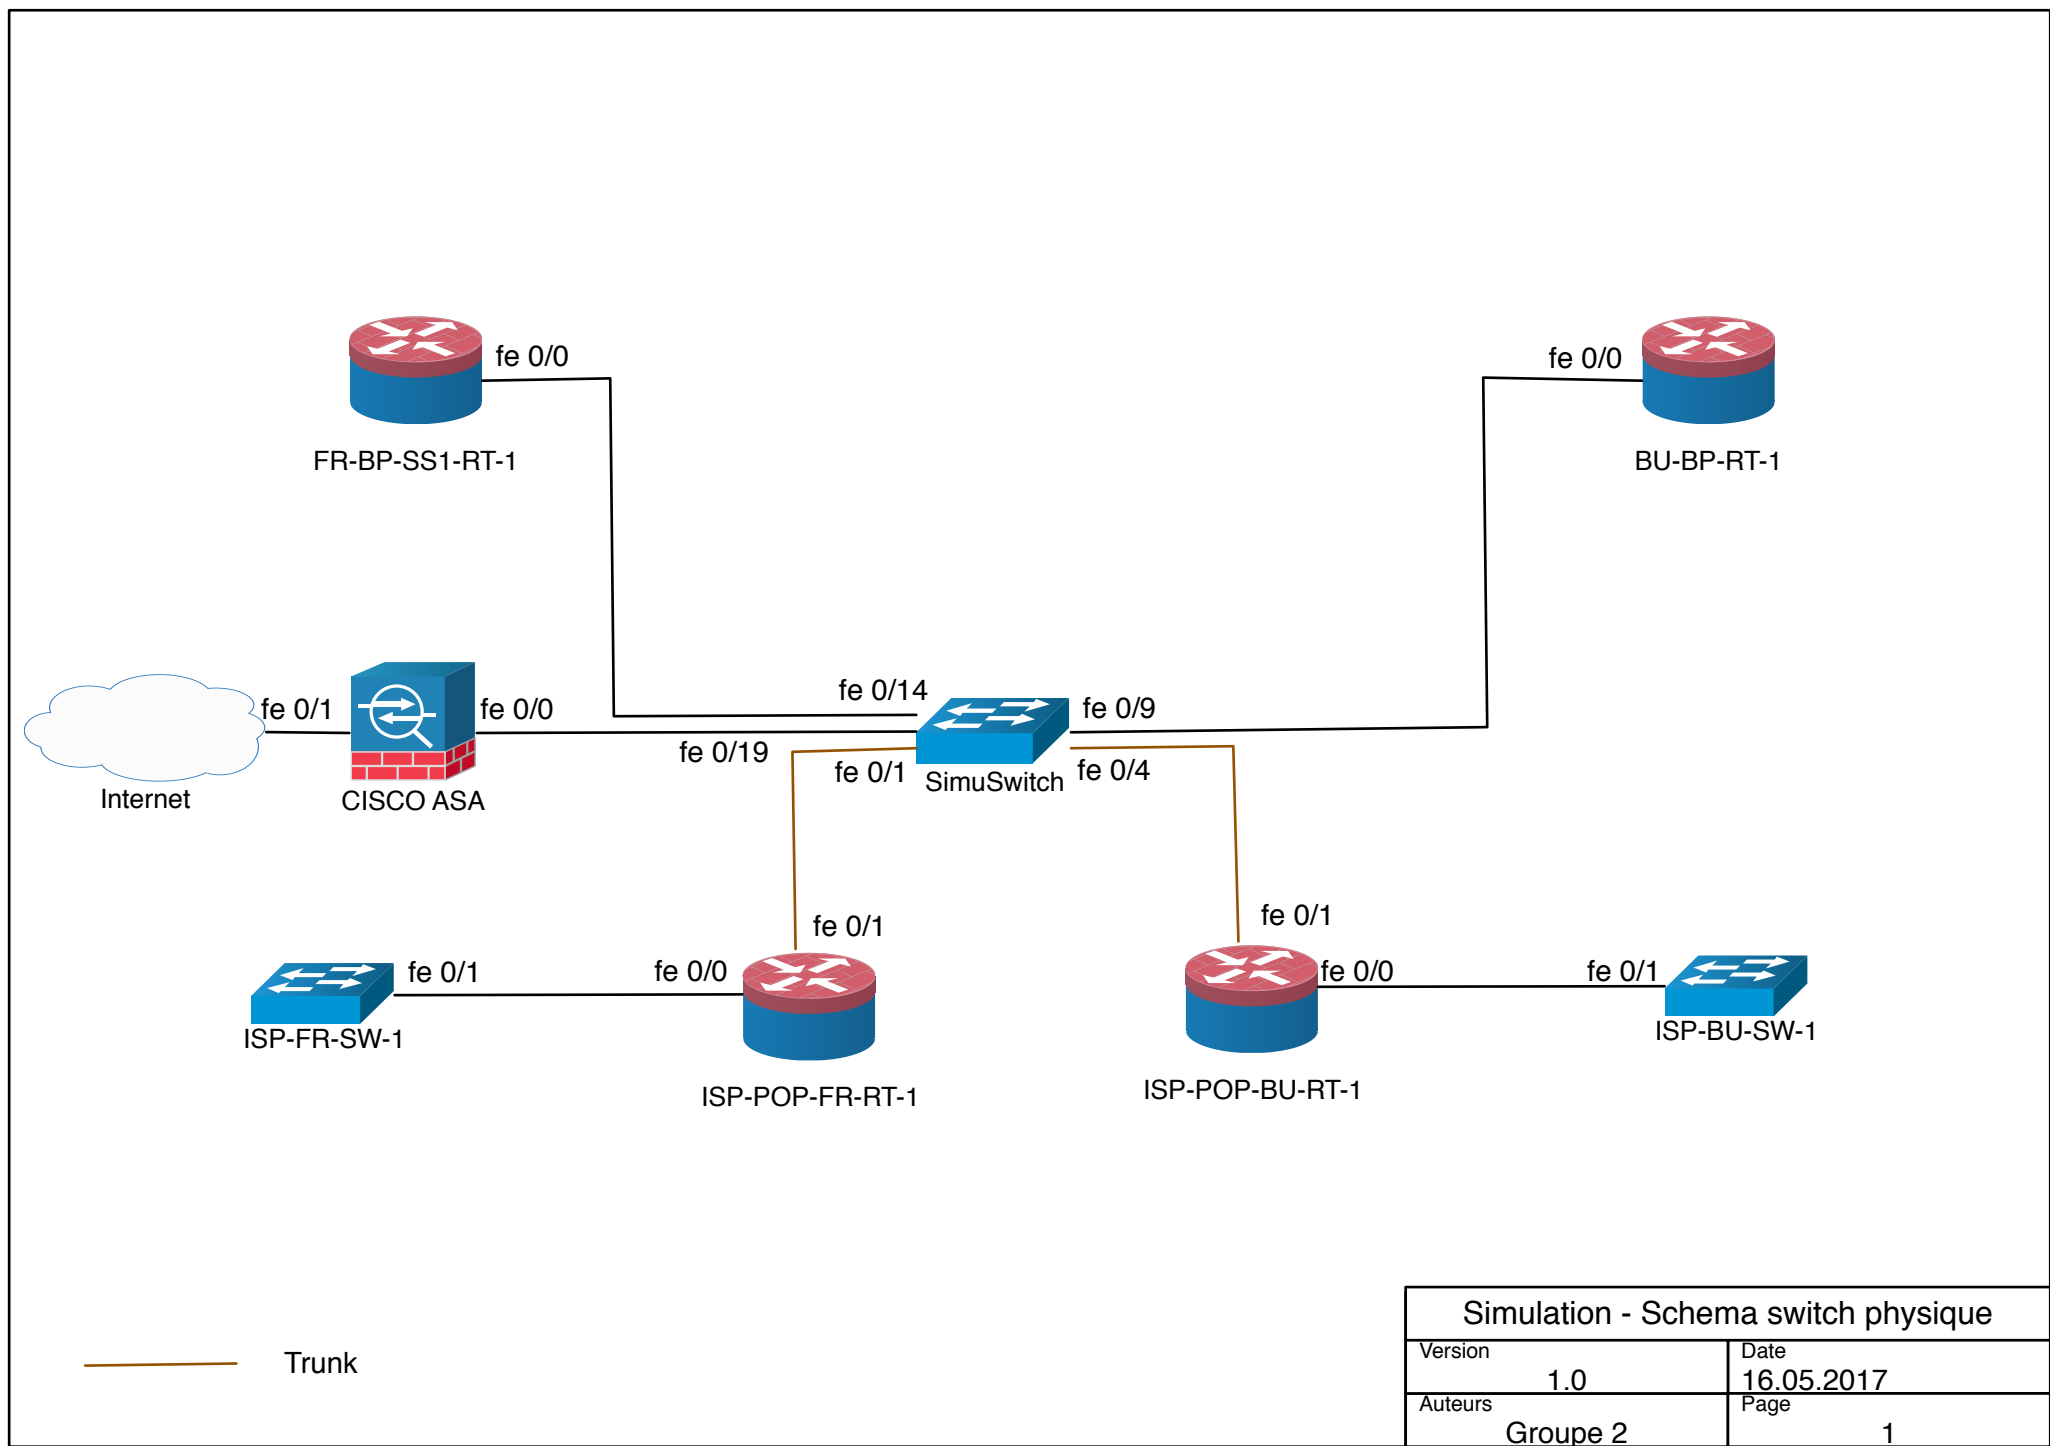 fe 0/0
fe 0/0
FR-BP-SS1-RT-1
BU-BP-RT-1
fe 0/1
fe 0/0
fe 0/14
fe 0/9
fe 0/19
fe 0/1
SimuSwitch
fe 0/4
Internet
CISCO ASA
fe 0/1
fe 0/1
fe 0/1
fe 0/0
fe 0/0
fe 0/1
ISP-FR-SW-1
ISP-BU-SW-1
ISP-POP-FR-RT-1
ISP-POP-BU-RT-1
Trunk
Simulation - Schema switch physique
Version
1.0
Date
16.05.2017
Auteurs
Groupe 2
Page
1